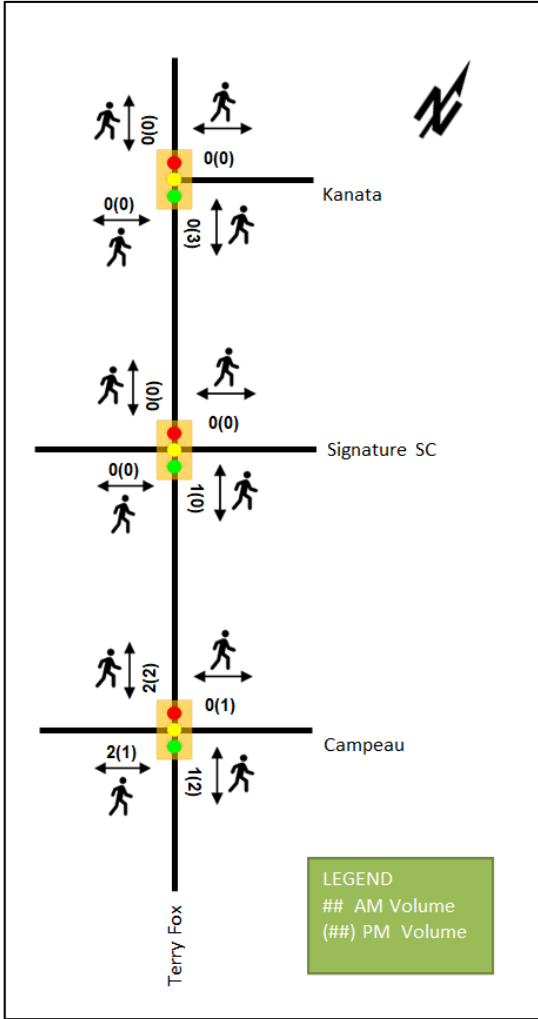 0(0)
0(0)
Kanata
0(0)
0(3)
0(0)
0(0)
Signature SC
0(0)
1(0)
2(2)
0(1)
Campeau
2(1)
1(2)
Terry Fox
LEGEND
## AM Volume
(##) PM Volume